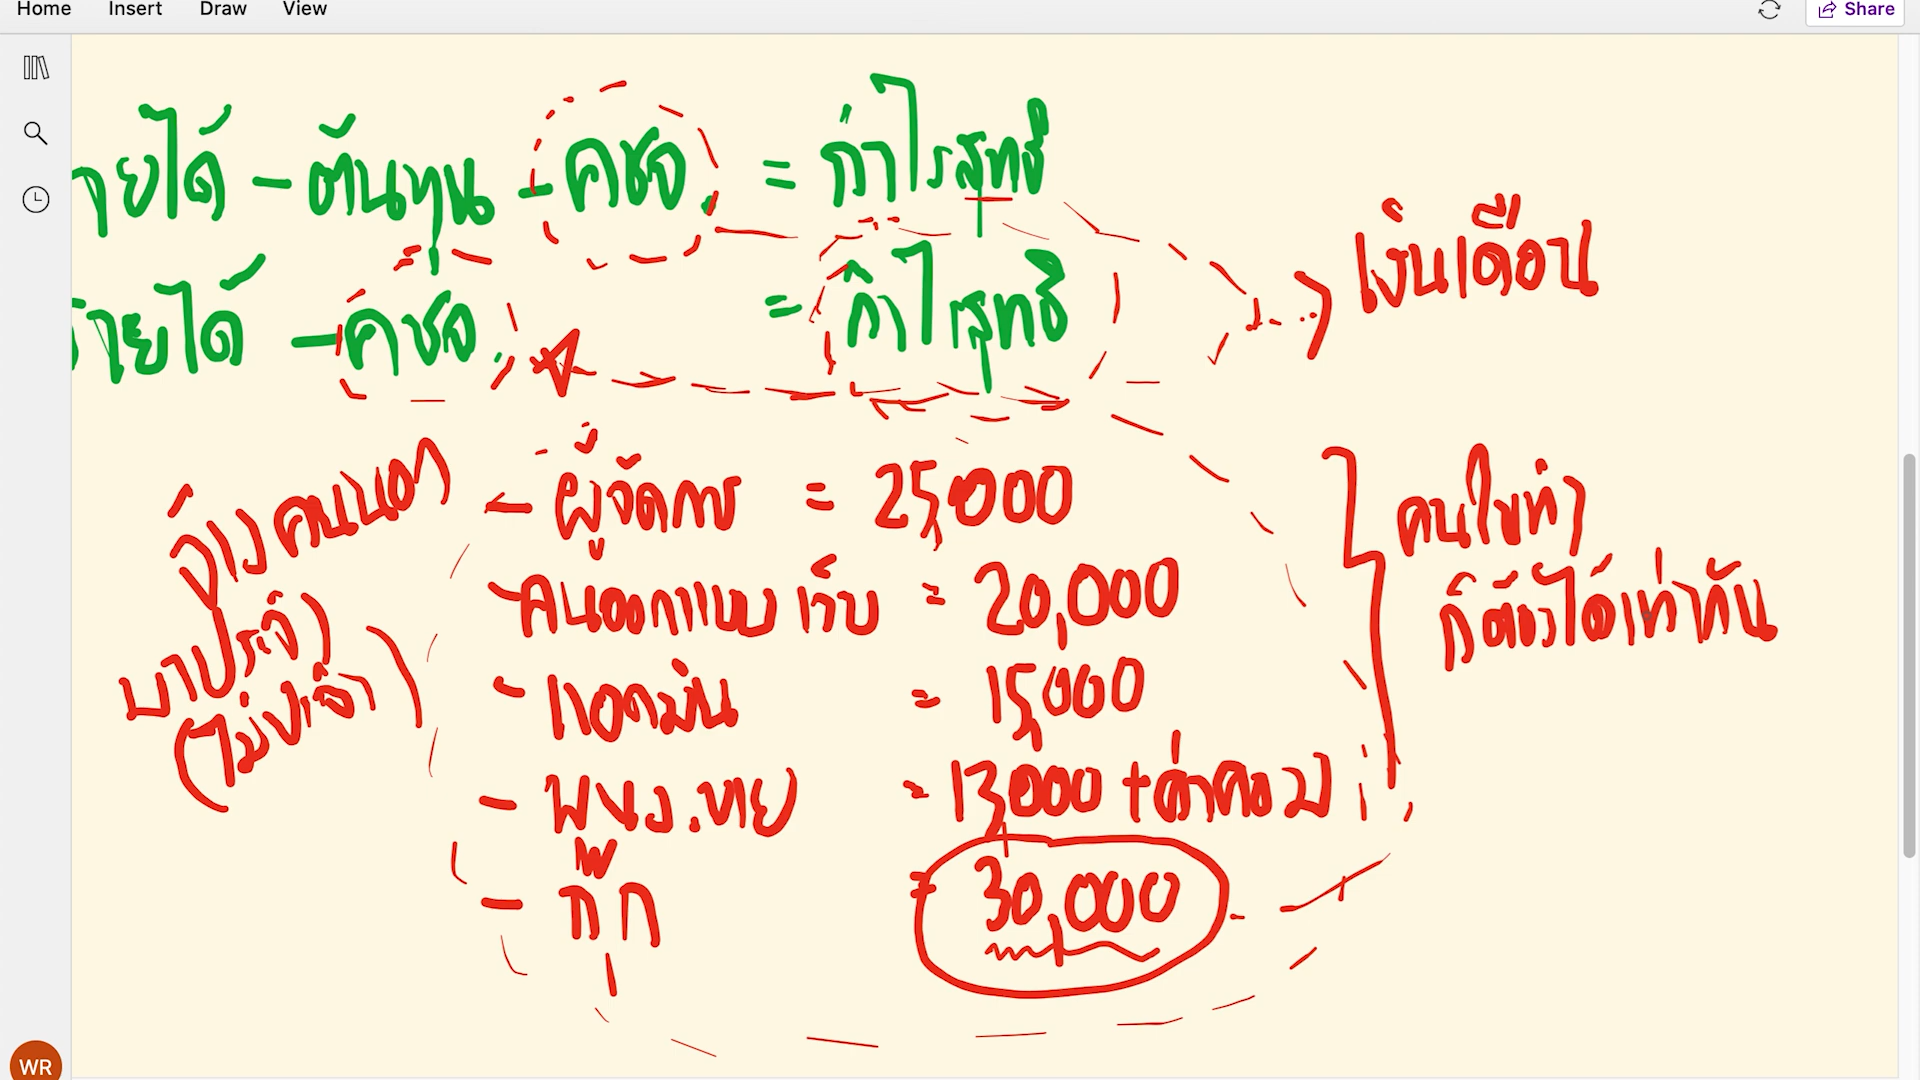 Home Insert Draw View Share
รายได้ - ต้นทุน - คชจ. = กำไรสุทธิ
รายได้ - คชจ. = กำไรสุทธิ
เงินเดือน
จ้างคนนอก
มาประจำ
(ไม่ประจำ)
- ผู้จัดการ = 25,000
- คนออกแบบ เว็บ = 20,000
- แอดมิน = 15,000
- พนง.ขาย = 13,000 + ค่าคอม
- กุ๊ก = 30,000
คนไหนทำ
ก็ต้องได้เท่ากัน
WR